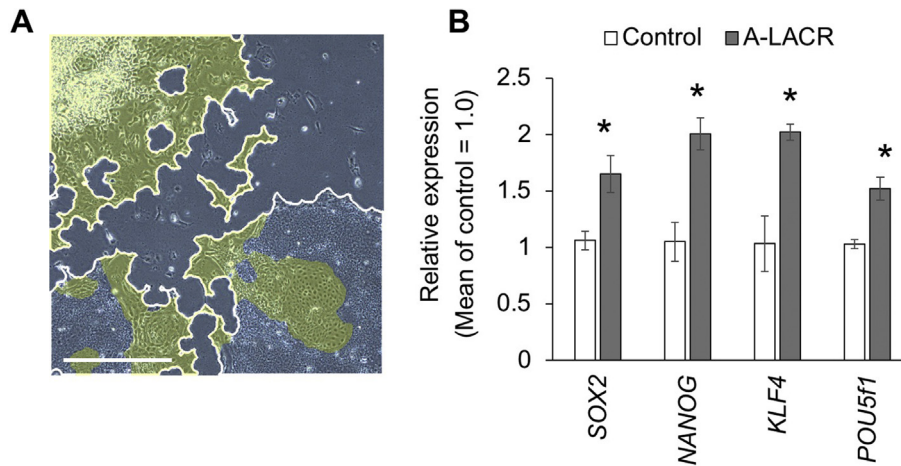 A
B
Control A-LACR
Relative expression
(Mean of control = 1.0)
2.5
2
1.5
1
0.5
0
* * * *
SOX2
NANOG
KLF4
POU5f1